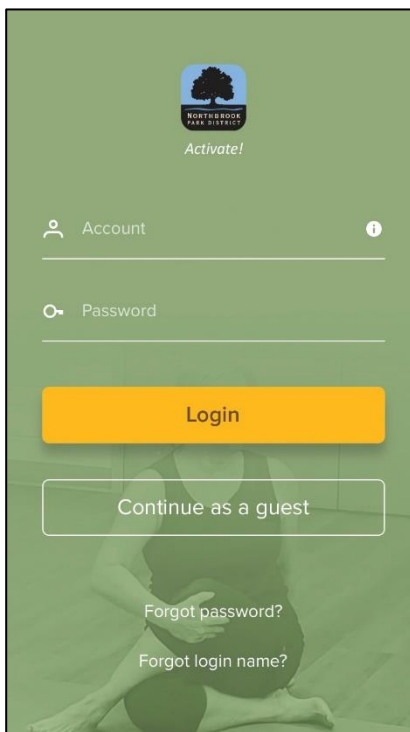 NORTHBROOK
PARK DISTRICT
Activate!
Account
Password
Login
Continue as a guest
Forgot password?
Forgot login name?